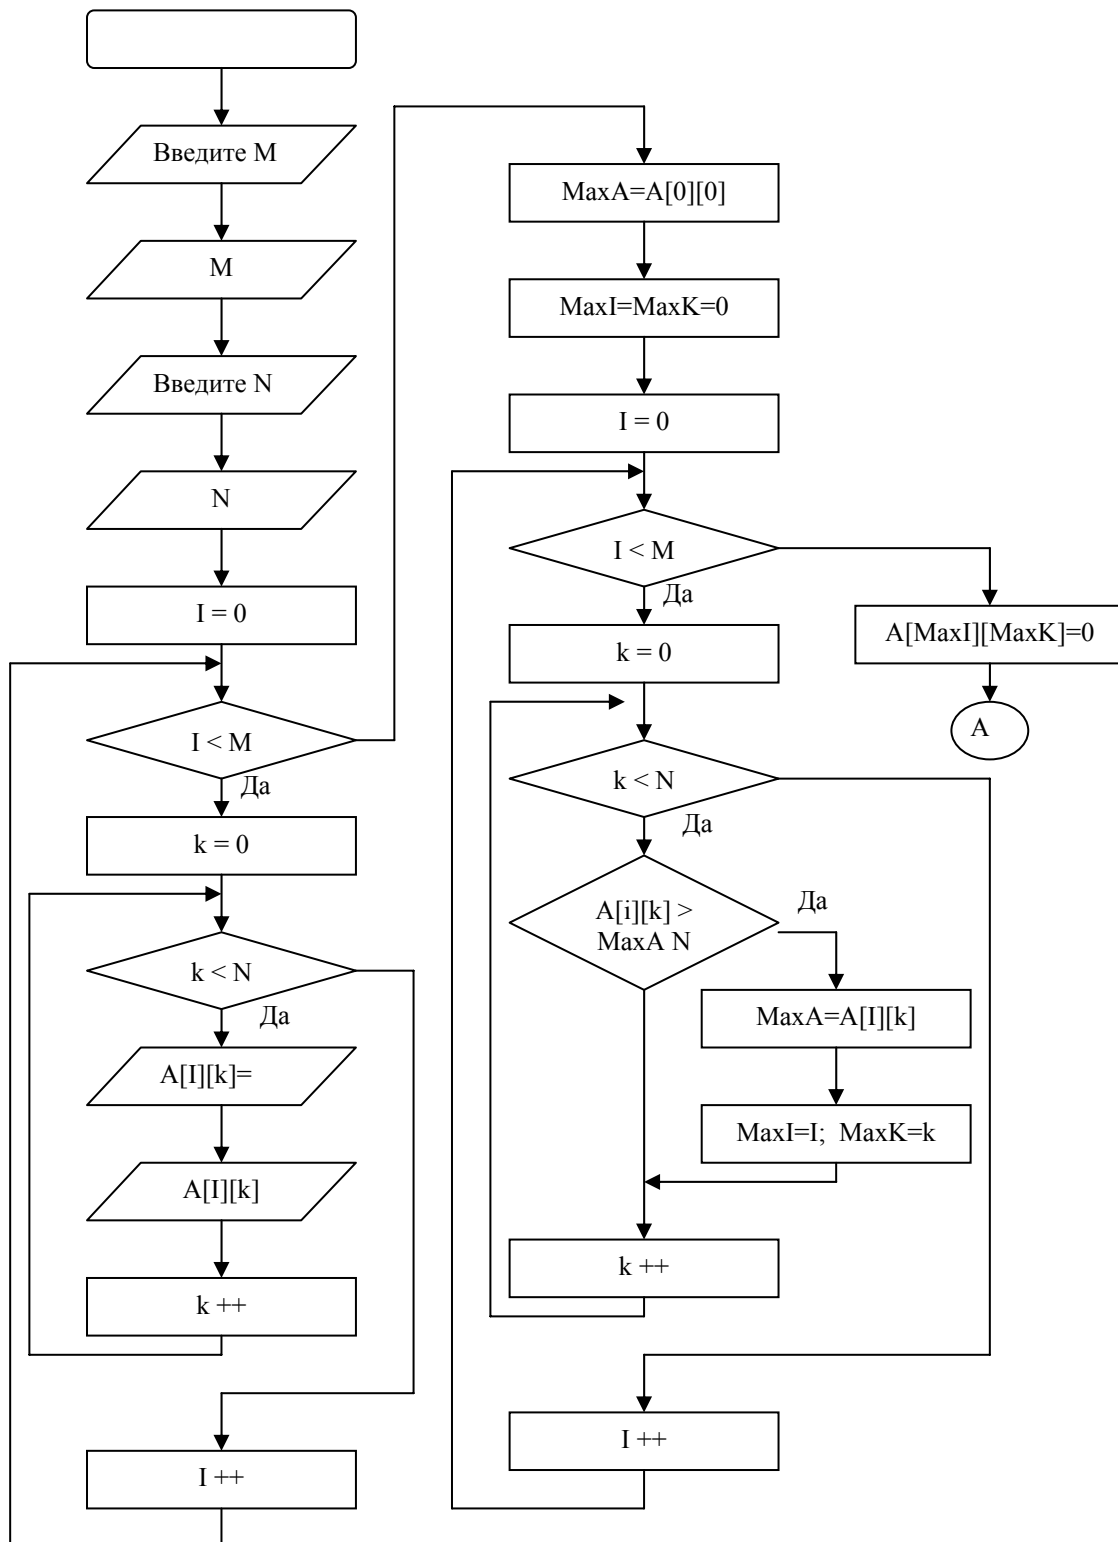 Введите M
M
Введите N
N
I = 0
I < M
Да
k = 0
k < N
Да
A[I][k]=
A[I][k]
k ++
I ++
MaxA=A[0][0]
MaxI=MaxK=0
I = 0
I < M
Да
k = 0
k < N
Да
A[i][k] >
MaxA N
Да
MaxA=A[I][k]
MaxI=I;  MaxK=k
k ++
I ++
A[MaxI][MaxK]=0
A